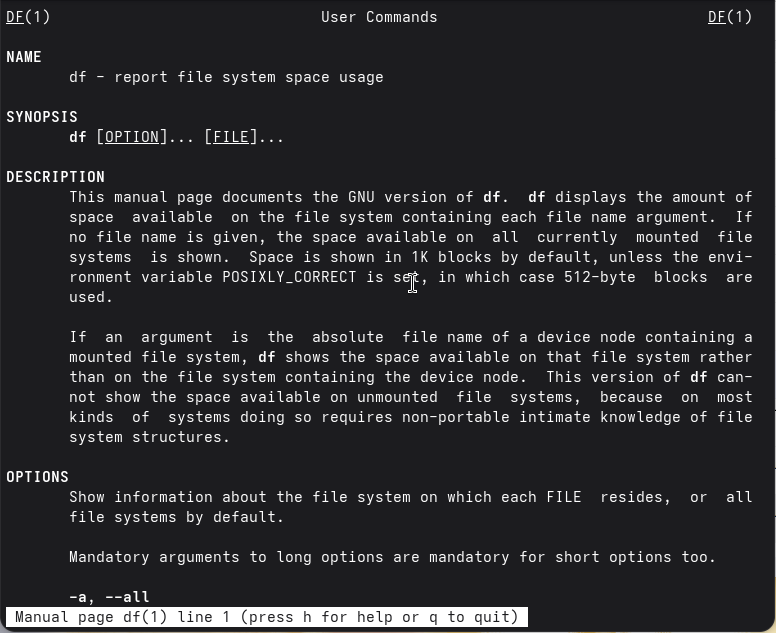 DF(1) User Commands DF(1)
NAME
df - report file system space usage
SYNOPSIS
df [OPTION]... [FILE]...
DESCRIPTION
This manual page documents the GNU version of df.  df displays the amount of
space  available  on the file system containing each file name argument.  If
no file name is given, the space available on  all  currently  mounted  file
systems  is shown.  Space is shown in 1K blocks by default, unless the envi-
ronment variable POSIXLY_CORRECT is set, in which case 512-byte  blocks  are
used.
If  an  argument  is  the  absolute  file name of a device node containing a
mounted file system, df shows the space available on that file system rather
than on the file system containing the device node.  This version of df can-
not show the space available on unmounted  file  systems,  because  on  most
kinds  of  systems doing so requires non-portable intimate knowledge of file
system structures.
OPTIONS
Show information about the file system on which each FILE  resides,  or  all
file systems by default.
Mandatory arguments to long options are mandatory for short options too.
-a, --all
Manual page df(1) line 1 (press h for help or q to quit)